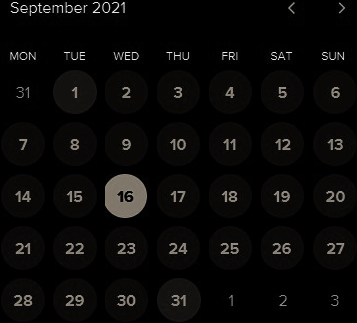 September 2021
MON TUE WED THU FRI SAT SUN
31 1 2 3 4 5 6
7 8 9 10 11 12 13
14 15 16 17 18 19 20
21 22 23 24 25 26 27
28 29 30 31 1 2 3